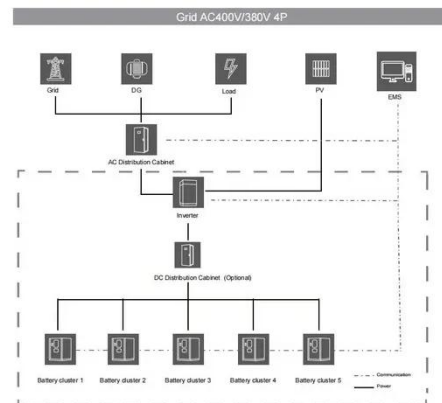 Grid AC400V/380V 4P
Grid
DG
Load
PV
EMS
AC Distribution Cabinet
Inverter
DC Distribution Cabinet (Optional)
Battery cluster 1
Battery cluster 2
Battery cluster 3
Battery cluster 4
Battery cluster 5
Communication
Power